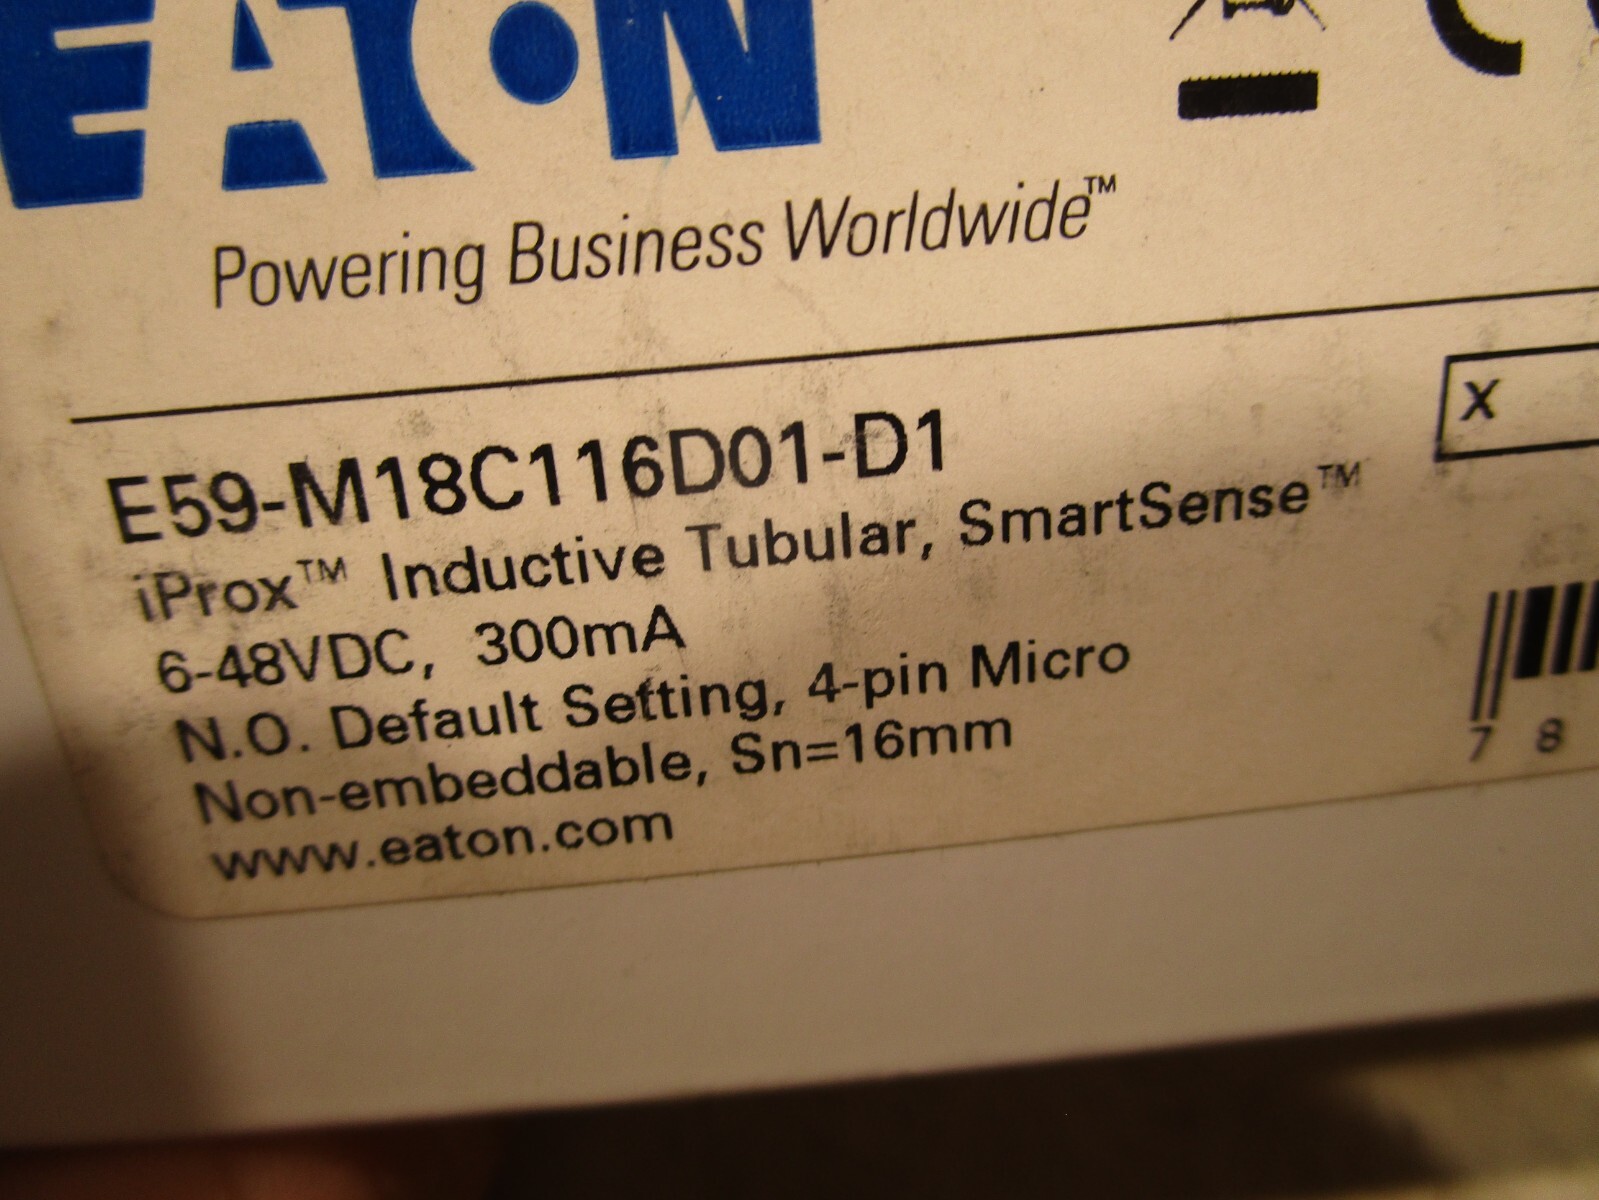 EATON
Powering Business Worldwide™
E59-M18C116D01-D1
X
iProx™ Inductive Tubular, SmartSense™
6-48VDC, 300mA
N.O. Default Setting, 4-pin Micro
Non-embeddable, Sn=16mm
www.eaton.com
7 8